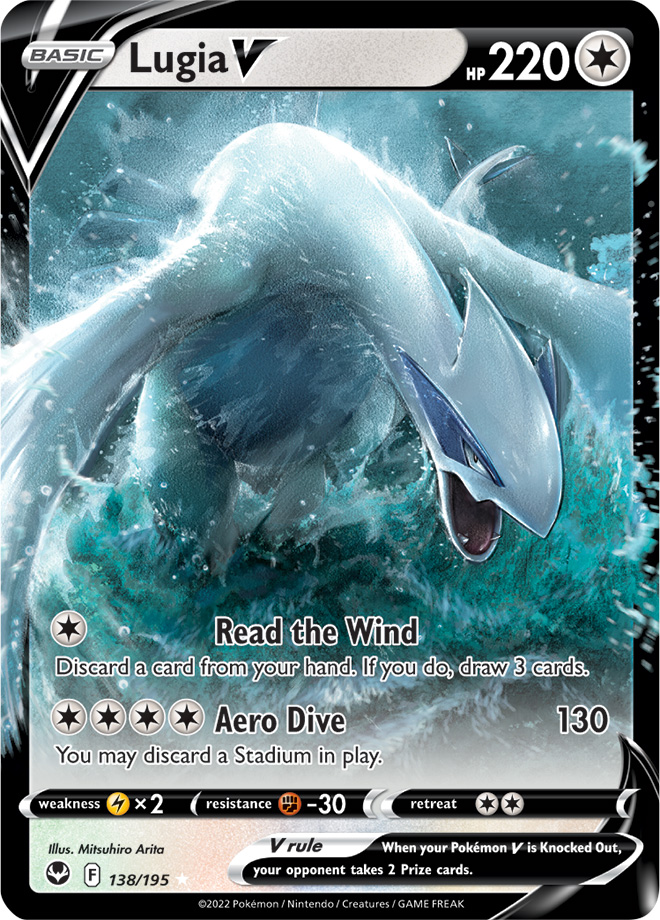 BASIC Lugia V HP 220
Read the Wind
Discard a card from your hand. If you do, draw 3 cards.
Aero Dive 130
You may discard a Stadium in play.
weakness ×2 resistance -30 retreat
Illus. Mitsuhiro Arita
V rule When your Pokémon V is Knocked Out,
your opponent takes 2 Prize cards.
F 138/195
©2022 Pokémon / Nintendo / Creatures / GAME FREAK